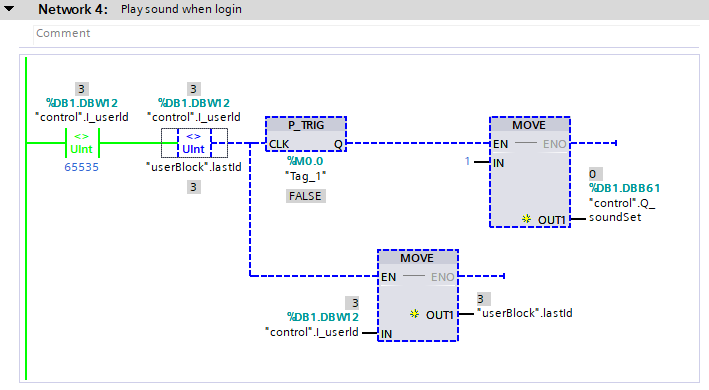 Network 4: Play sound when login
Comment
3 3
%DB1.DBW12 %DB1.DBW12
"control".I_userId "control".I_userId
<> <>
UInt UInt
65535 "userBlock".lastId
3
P_TRIG
CLK Q
%M0.0
"Tag_1"
FALSE
MOVE
EN ENO
1 IN
0
%DB1.DBB61
OUT1 "control".Q_
soundSet
MOVE
EN ENO
3 3
%DB1.DBW12 OUT1 "userBlock".lastId
"control".I_userId IN